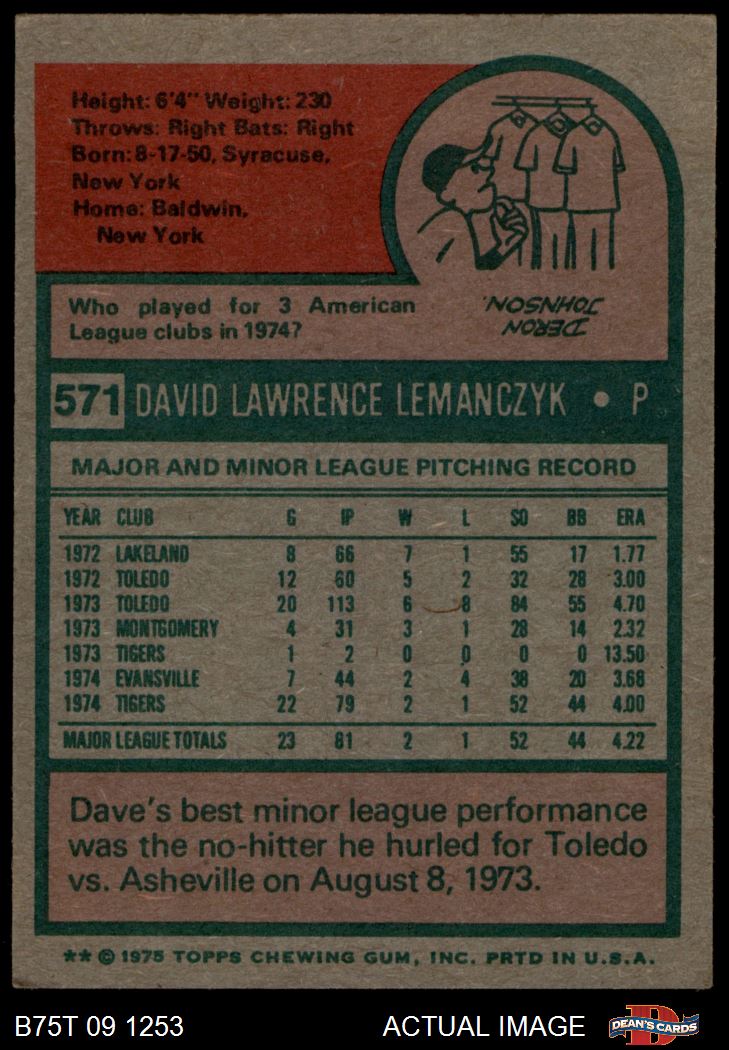 Height: 6'4" Weight: 230
Throws: Right Bats: Right
Born: 8-17-50, Syracuse,
New York
Home: Baldwin,
New York
Who played for 3 American
League clubs in 1974?
DERON
JOHNSON.
571 DAVID LAWRENCE LEMANCZYK • P
MAJOR AND MINOR LEAGUE PITCHING RECORD
YEAR CLUB G IP W L SO BB ERA
1972 LAKELAND 8 66 7 1 55 17 1.77
1972 TOLEDO 12 60 5 2 32 28 3.00
1973 TOLEDO 20 113 6 8 84 55 4.70
1973 MONTGOMERY 4 31 3 1 28 14 2.32
1973 TIGERS 1 2 0 0 0 0 13.50
1974 EVANSVILLE 7 44 2 4 38 20 3.68
1974 TIGERS 22 79 2 1 52 44 4.00
MAJOR LEAGUE TOTALS 23 81 2 1 52 44 4.22
Dave's best minor league performance
was the no-hitter he hurled for Toledo
vs. Asheville on August 8, 1973.
** © 1975 TOPPS CHEWING GUM, INC. PRTD IN U.S.A.
B75T 09 1253 ACTUAL IMAGE D DEAN'S CARDS